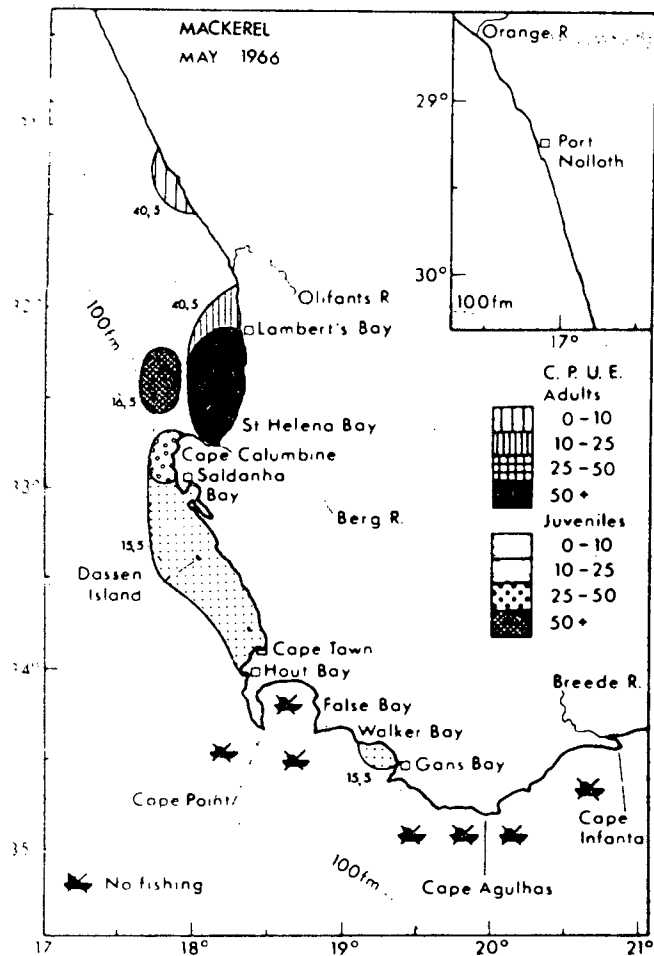 MACKEREL
MAY 1966
Orange R
29°
Port
Nolloth
30°
100fm
17°
40,5
Olifants R
40,5
100fm
Lambert's Bay
C. P. U. E.
Adults
0-10
10-25
25-50
50+
16,5
St Helena Bay
Cape Columbine
Saldanha
Bay
33°
Berg R.
Juveniles
0-10
10-25
25-50
50+
15,5
Dassen
Island
Cape Town
34°
Hout Bay
Breede R.
False Bay
Walker Bay
Gans Bay
15,5
Cape Point
Cape
Infanta
35
100fm
No fishing
Cape Agulhas
17
18°
19°
20°
21°